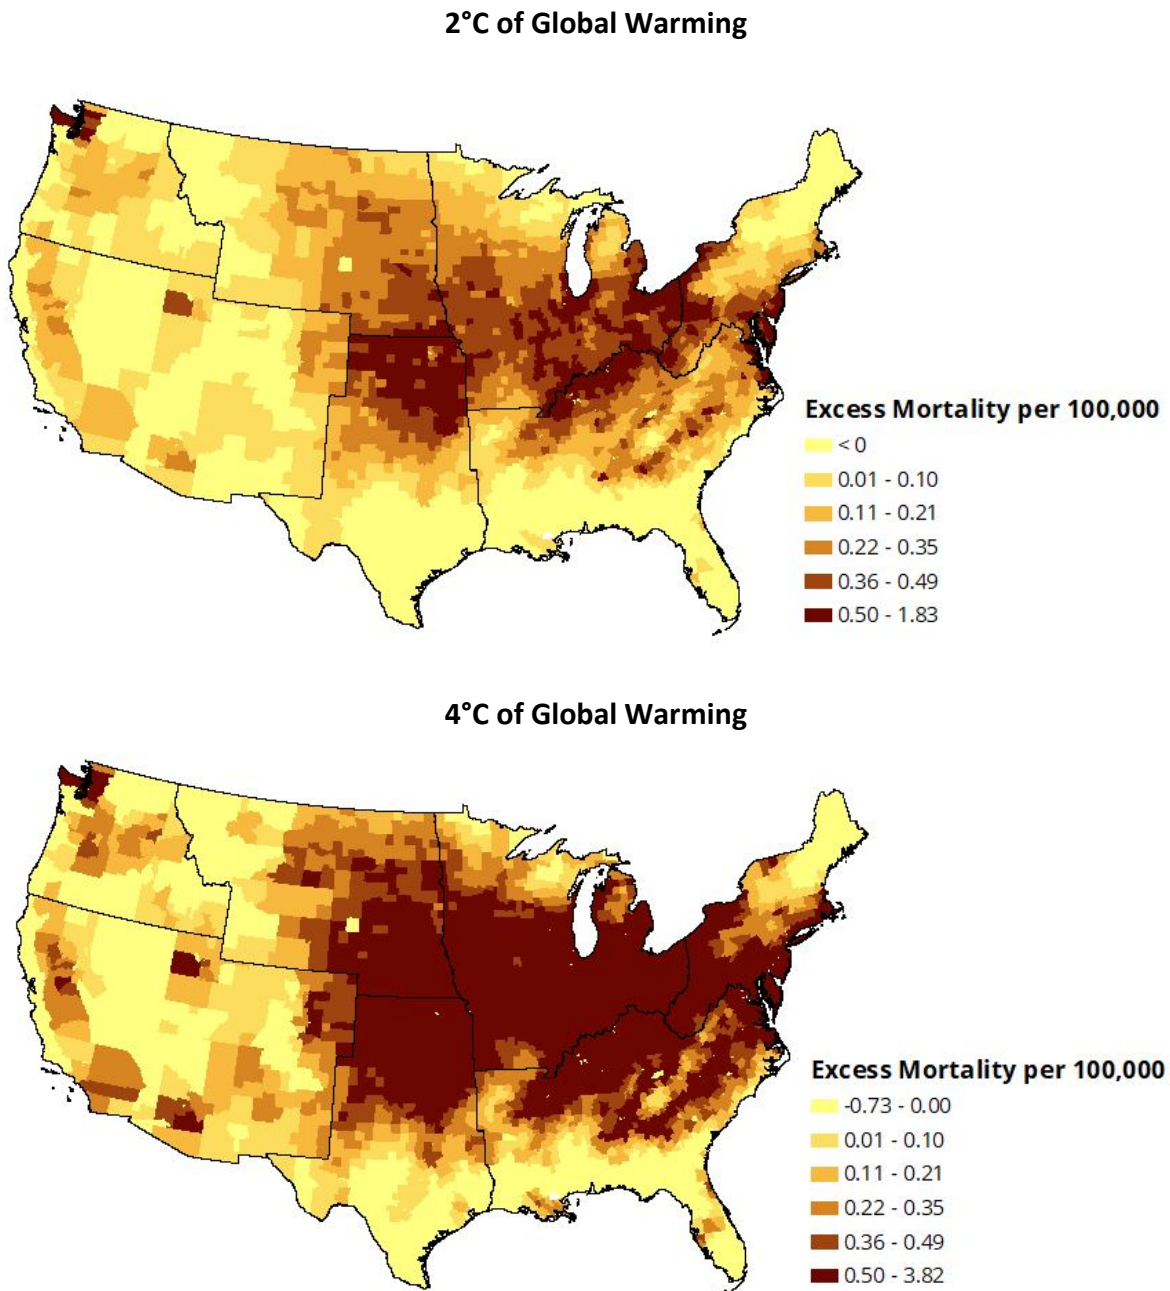 2°C of Global Warming
Excess Mortality per 100,000
< 0
0.01 - 0.10
0.11 - 0.21
0.22 - 0.35
0.36 - 0.49
0.50 - 1.83
4°C of Global Warming
Excess Mortality per 100,000
-0.73 - 0.00
0.01 - 0.10
0.11 - 0.21
0.22 - 0.35
0.36 - 0.49
0.50 - 3.82